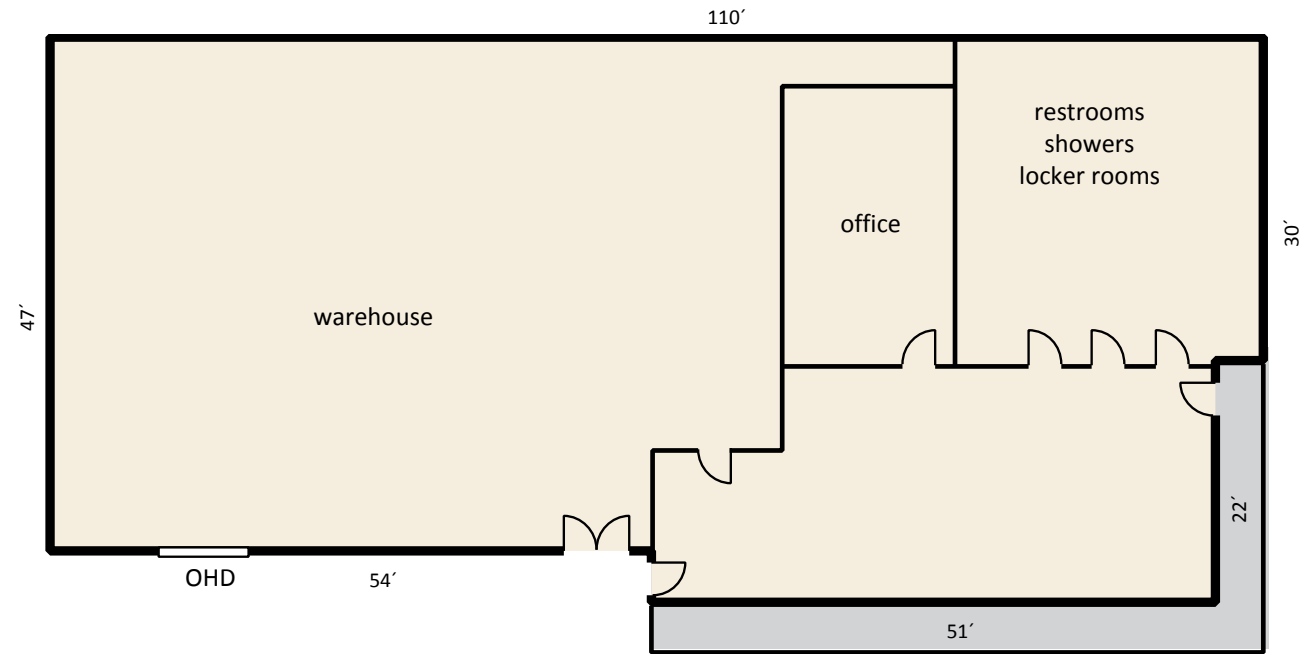 110´
restrooms
showers
locker rooms
office
30´
warehouse
47´
22´
OHD
54´
51´